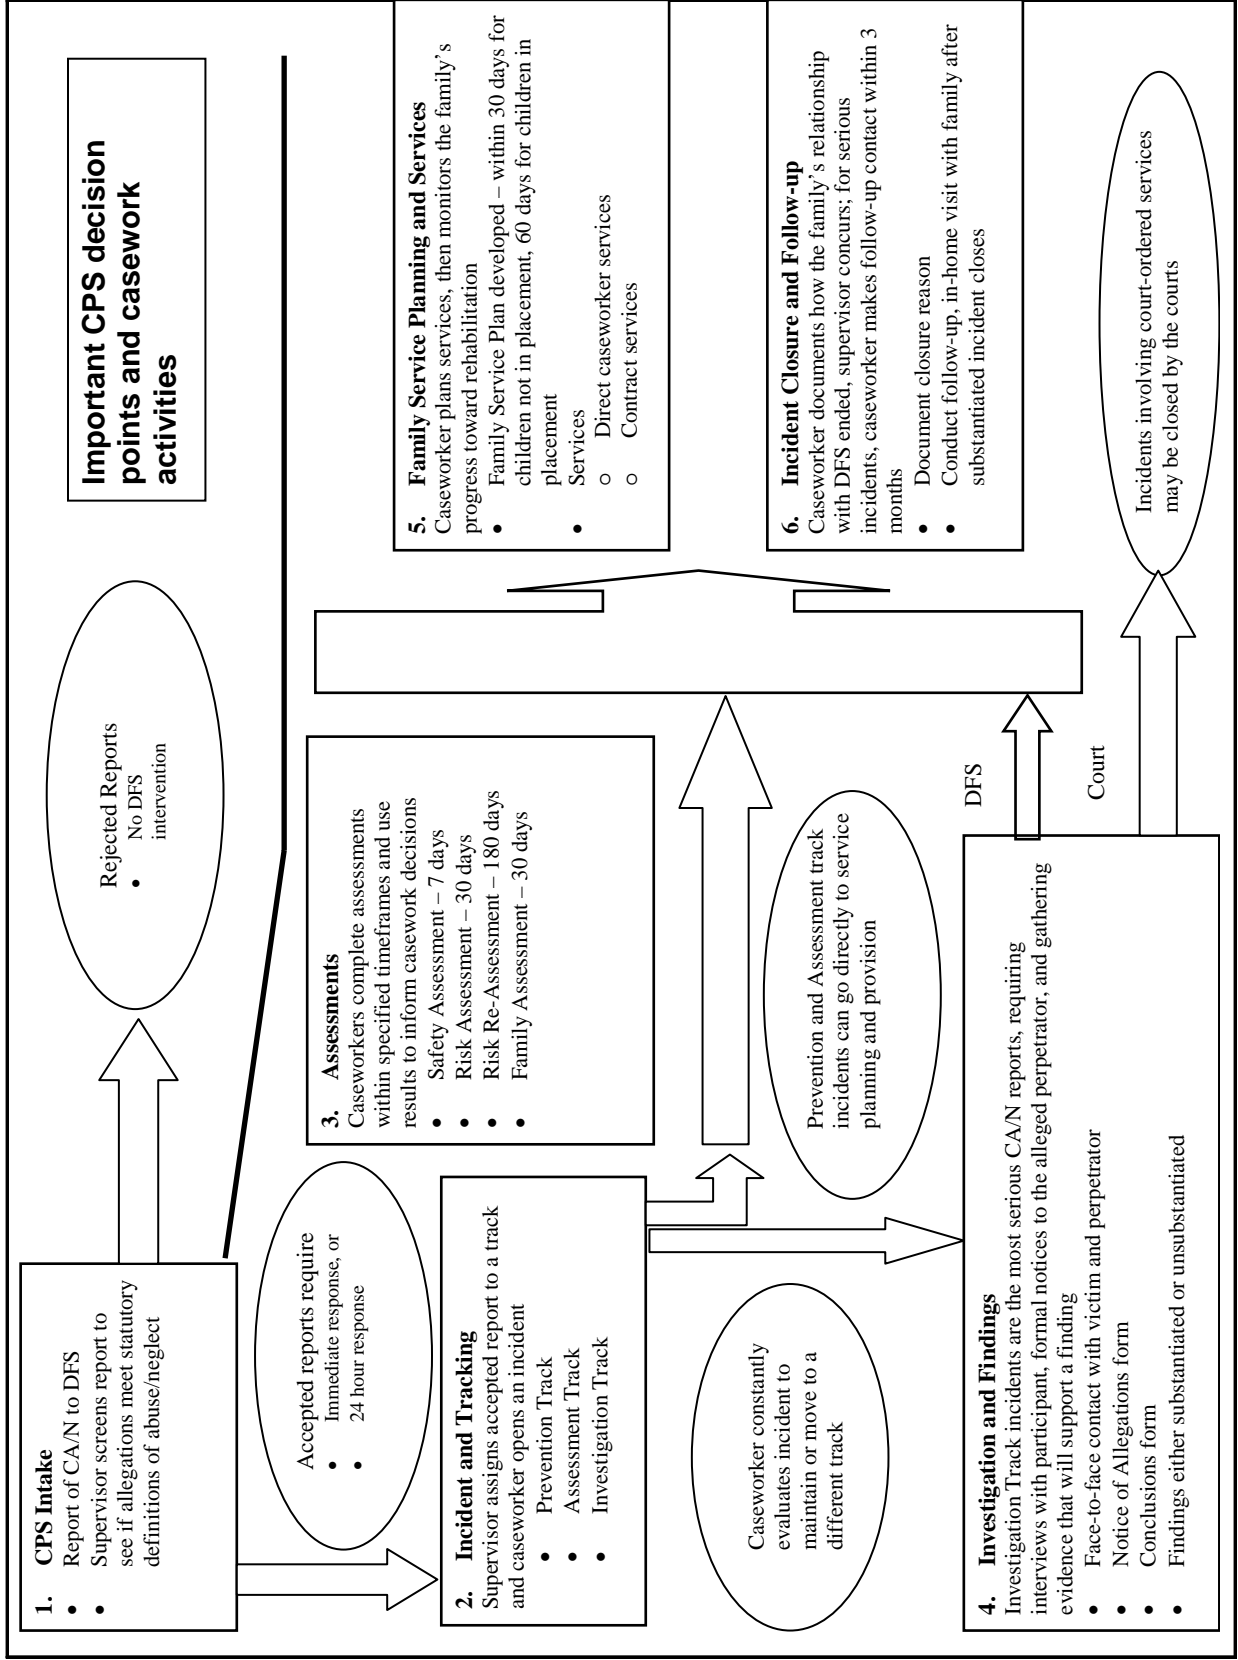 Important CPS decision
points and casework
activities
1. CPS Intake
• Report of CA/N to DFS
• Supervisor screens report to
see if allegations meet statutory
definitions of abuse/neglect
Rejected Reports
• No DFS
intervention
Accepted reports require
• Immediate response, or
• 24 hour response
2. Incident and Tracking
Supervisor assigns accepted report to a track
and caseworker opens an incident
• Prevention Track
• Assessment Track
• Investigation Track
Caseworker constantly
evaluates incident to
maintain or move to a
different track
3. Assessments
Caseworkers complete assessments
within specified timeframes and use
results to inform casework decisions
• Safety Assessment – 7 days
• Risk Assessment – 30 days
• Risk Re-Assessment – 180 days
• Family Assessment – 30 days
Prevention and Assessment track
incidents can go directly to service
planning and provision
4. Investigation and Findings
Investigation Track incidents are the most serious CA/N reports, requiring
interviews with participant, formal notices to the alleged perpetrator, and gathering
evidence that will support a finding
• Face-to-face contact with victim and perpetrator
• Notice of Allegations form
• Conclusions form
• Findings either substantiated or unsubstantiated
DFS
Court
5. Family Service Planning and Services
Caseworker plans services, then monitors the family's
progress toward rehabilitation
• Family Service Plan developed – within 30 days for
children not in placement, 60 days for children in
placement
• Services
o Direct caseworker services
o Contract services
6. Incident Closure and Follow-up
Caseworker documents how the family's relationship
with DFS ended, supervisor concurs; for serious
incidents, caseworker makes follow-up contact within 3
months
• Document closure reason
• Conduct follow-up, in-home visit with family after
substantiated incident closes
Incidents involving court-ordered services
may be closed by the courts